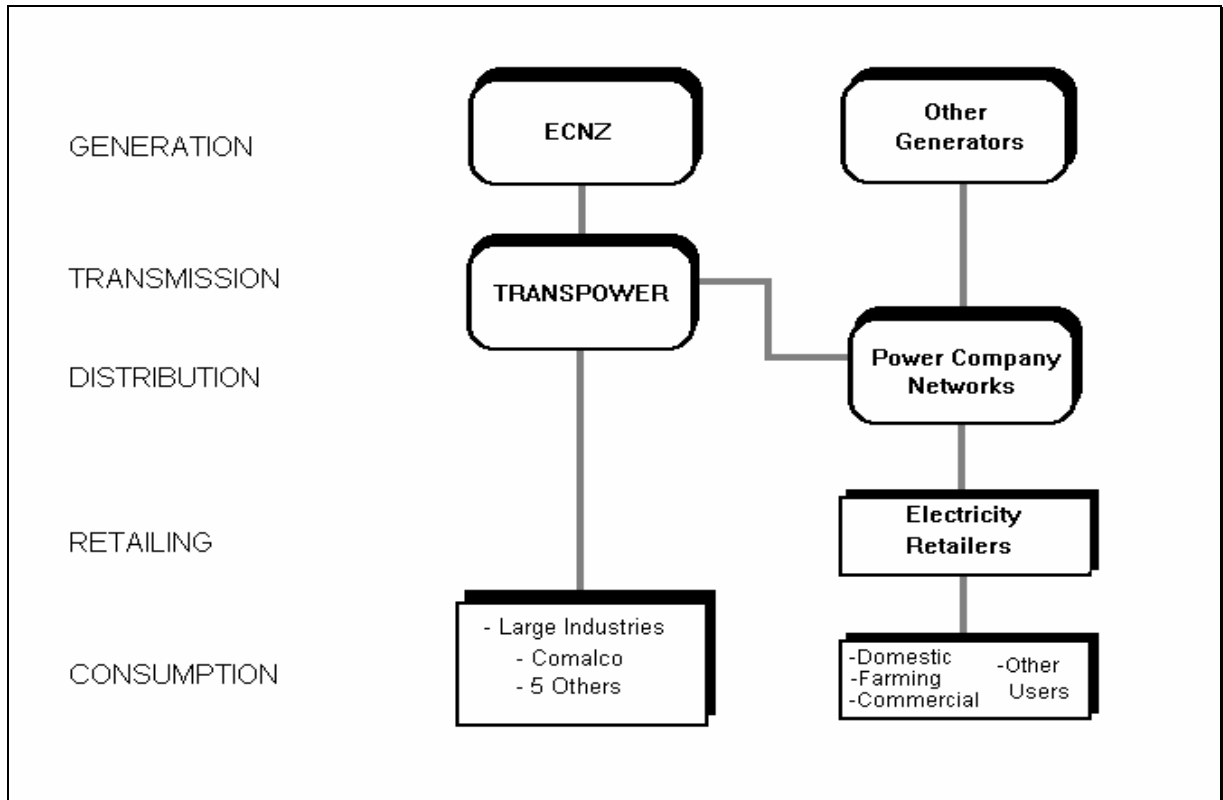 GENERATION
ECNZ
Other
Generators
TRANSMISSION
TRANSPOWER
DISTRIBUTION
Power Company
Networks
RETAILING
Electricity
Retailers
CONSUMPTION
- Large Industries
- Comalco
- 5 Others
-Domestic
-Farming
-Commercial
-Other
Users